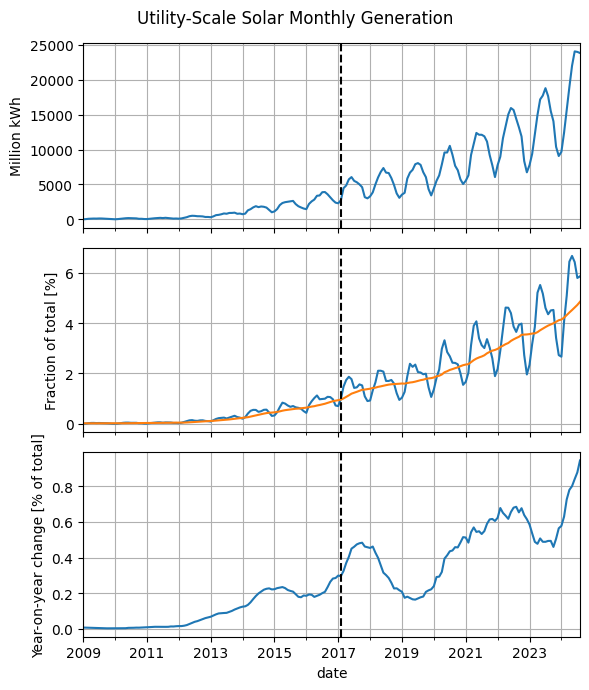 Utility-Scale Solar Monthly Generation
Million kWh
25000
20000
15000
10000
5000
0
Fraction of total [%]
6
4
2
0
Year-on-year change [% of total]
0.8
0.6
0.4
0.2
0.0
2009 2011 2013 2015 2017 2019 2021 2023
date